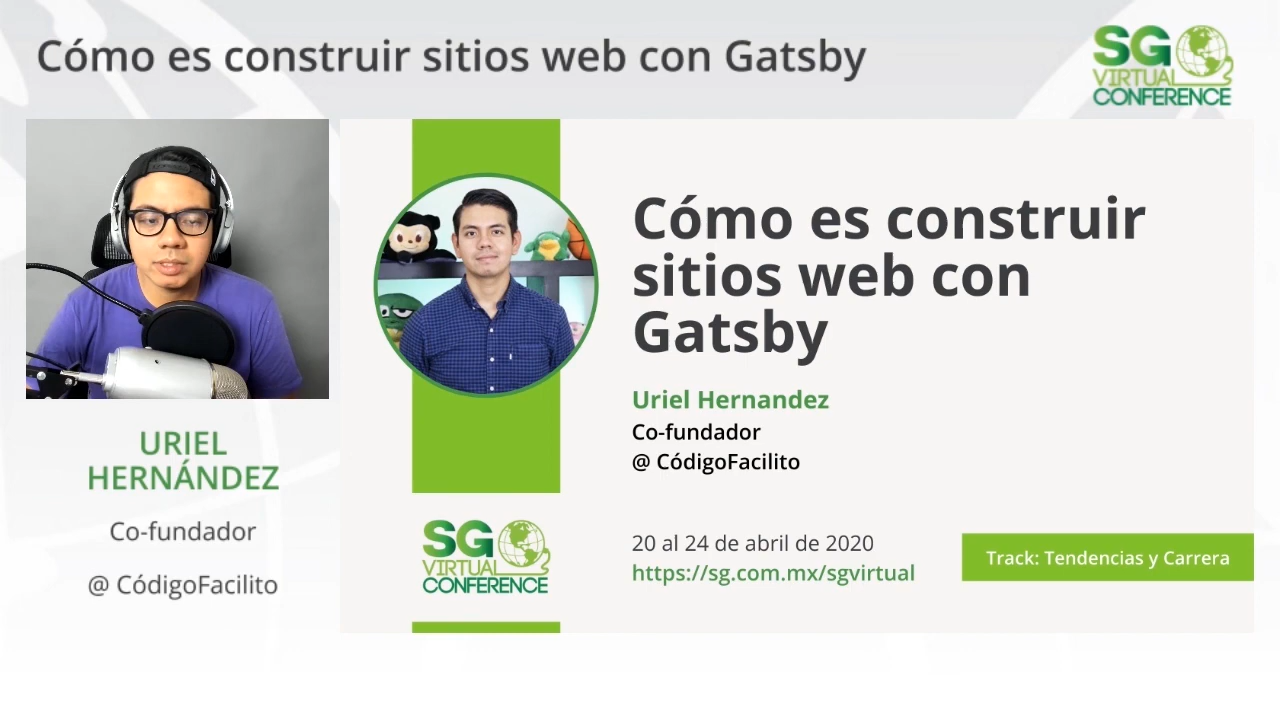 Cómo es construir sitios web con Gatsby
SG
VIRTUAL
CONFERENCE
URIEL
HERNÁNDEZ
Co-fundador
@ CódigoFacilito
Cómo es construir
sitios web con
Gatsby
Uriel Hernandez
Co-fundador
@ CódigoFacilito
SG
VIRTUAL
CONFERENCE
20 al 24 de abril de 2020
https://sg.com.mx/sgvirtual
Track: Tendencias y Carrera